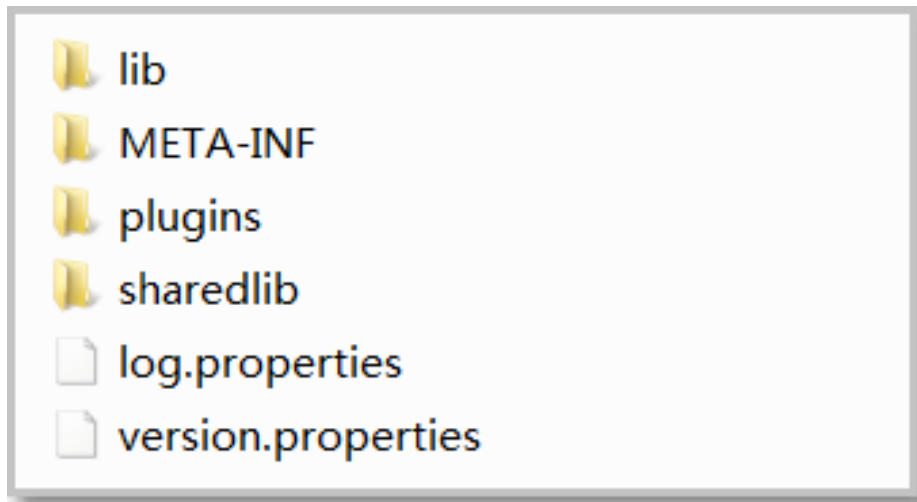 lib
META-INF
plugins
sharedlib
log.properties
version.properties